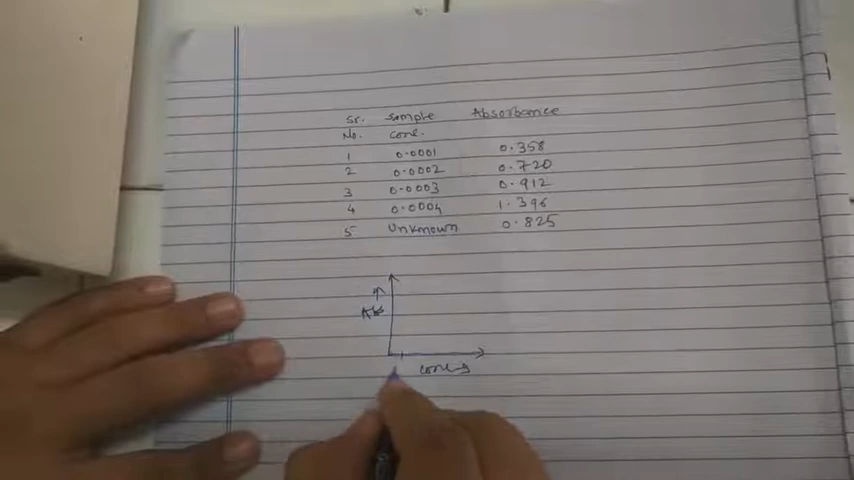 Sr. Sample Absorbance
No. conc.
1 0.0001 0.358
2 0.0002 0.720
3 0.0003 0.912
4 0.0004 1.396
5 Unknown 0.825
Abs
conc